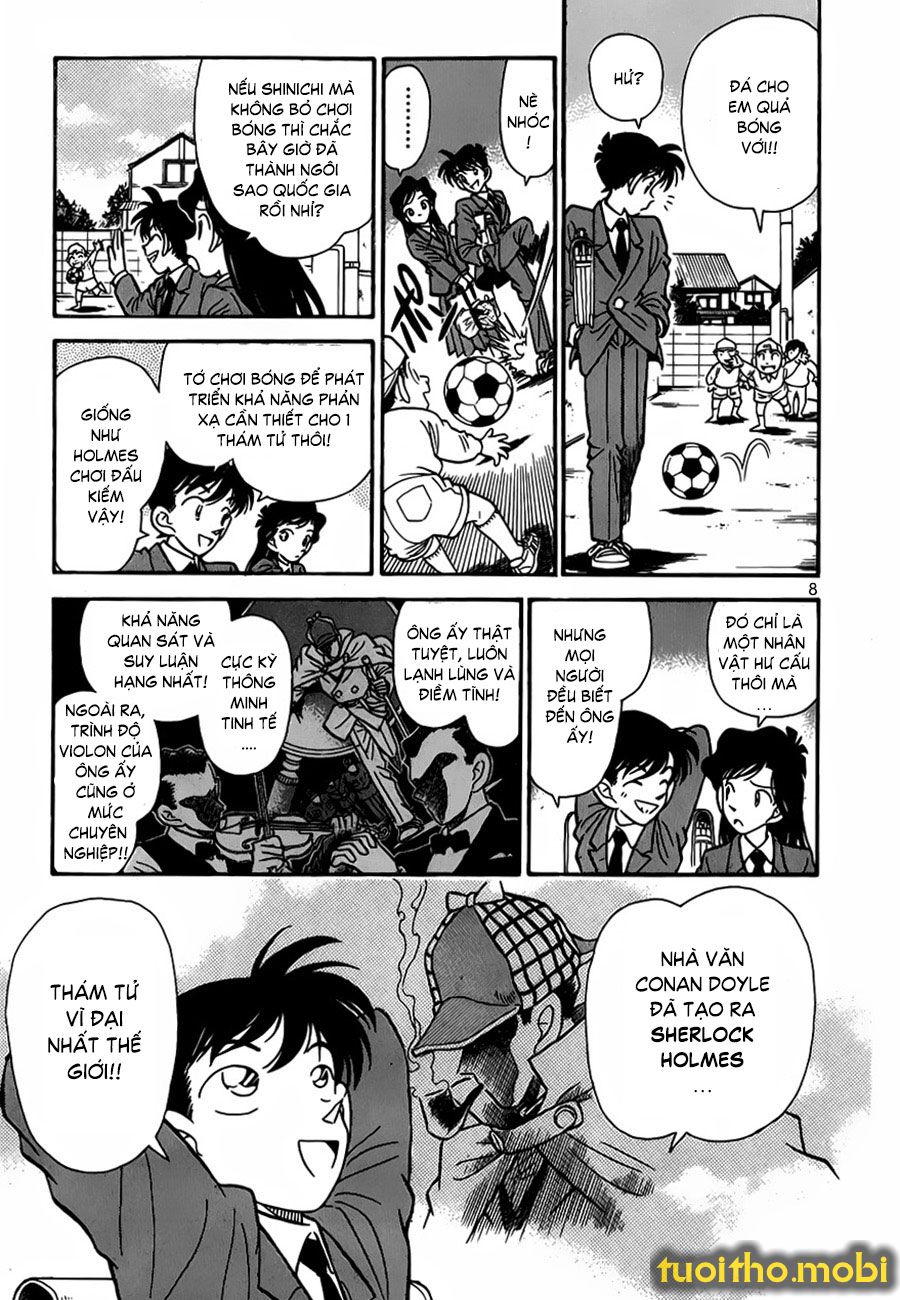 ĐÁ CHO
EM QUẢ
BÓNG
VỚI!!
HỬ?
NÈ
NHÓC
!
........
NẾU SHINICHI MÀ
KHÔNG BỎ CHƠI
BÓNG THÌ CHẮC
BÂY GIỜ ĐÃ
THÀNH NGÔI
SAO QUỐC GIA
RỒI NHỈ?
TỚ CHƠI BÓNG ĐỂ PHÁT
TRIỂN KHẢ NĂNG PHẢN
XẠ CẦN THIẾT CHO 1
THÁM TỬ THÔI!
GIỐNG
NHƯ
HOLMES
CHƠI ĐẤU
KIẾM
VẬY!
8
ĐÓ CHỈ LÀ
MỘT NHÂN
VẬT HƯ CẤU
THÔI MÀ
...
NHƯNG
MỌI
NGƯỜI
ĐỀU BIẾT
ĐẾN ÔNG
ẤY!
ÔNG ẤY THẬT
TUYỆT, LUÔN
LẠNH LÙNG VÀ
ĐIỀM TĨNH!
CỰC KỲ
THÔNG
MINH
TINH TẾ
....
KHẢ NĂNG
QUAN SÁT VÀ
SUY LUẬN
HẠNG NHẤT!
NGOÀI RA,
TRÌNH ĐỘ
VIOLON CỦA
ÔNG ẤY
CŨNG Ở
MỨC
CHUYÊN
NGHIỆP!!
NHÀ VĂN
CONAN DOYLE
ĐÃ TẠO RA
SHERLOCK
HOLMES
...
THÁM TỬ
VĨ ĐẠI
NHẤT THẾ
GIỚI!!
tuoitho.mobi